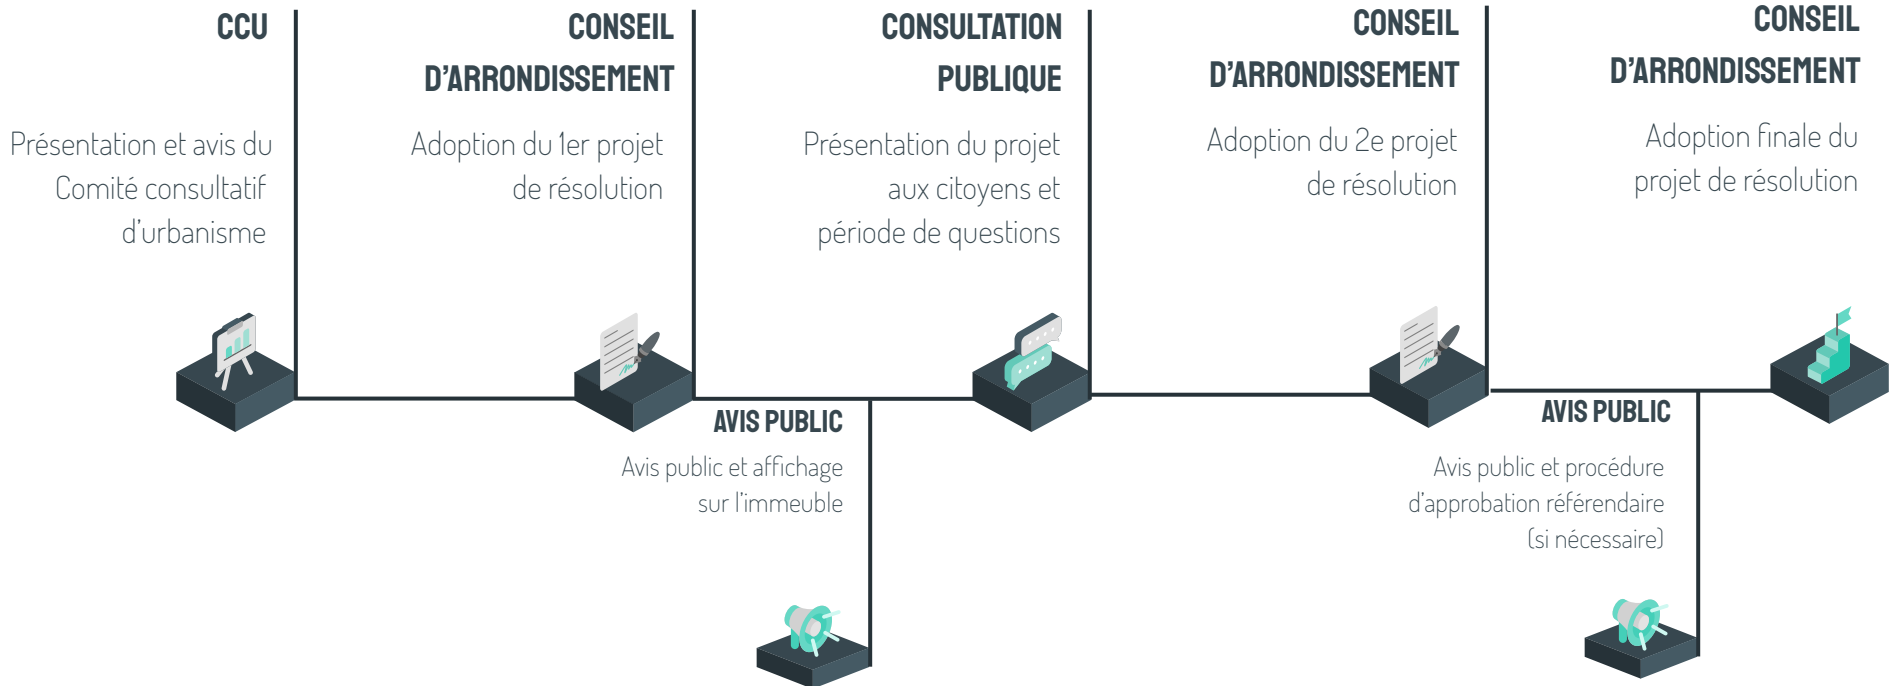 CCU
Présentation et avis du
Comité consultatif
d'urbanisme
CONSEIL
D'ARRONDISSEMENT
Adoption du 1er projet
de résolution
AVIS PUBLIC
Avis public et affichage
sur l'immeuble
CONSULTATION
PUBLIQUE
Présentation du projet
aux citoyens et
période de questions
CONSEIL
D'ARRONDISSEMENT
Adoption du 2e projet
de résolution
AVIS PUBLIC
Avis public et procédure
d'approbation référendaire
(si nécessaire)
CONSEIL
D'ARRONDISSEMENT
Adoption finale du
projet de résolution